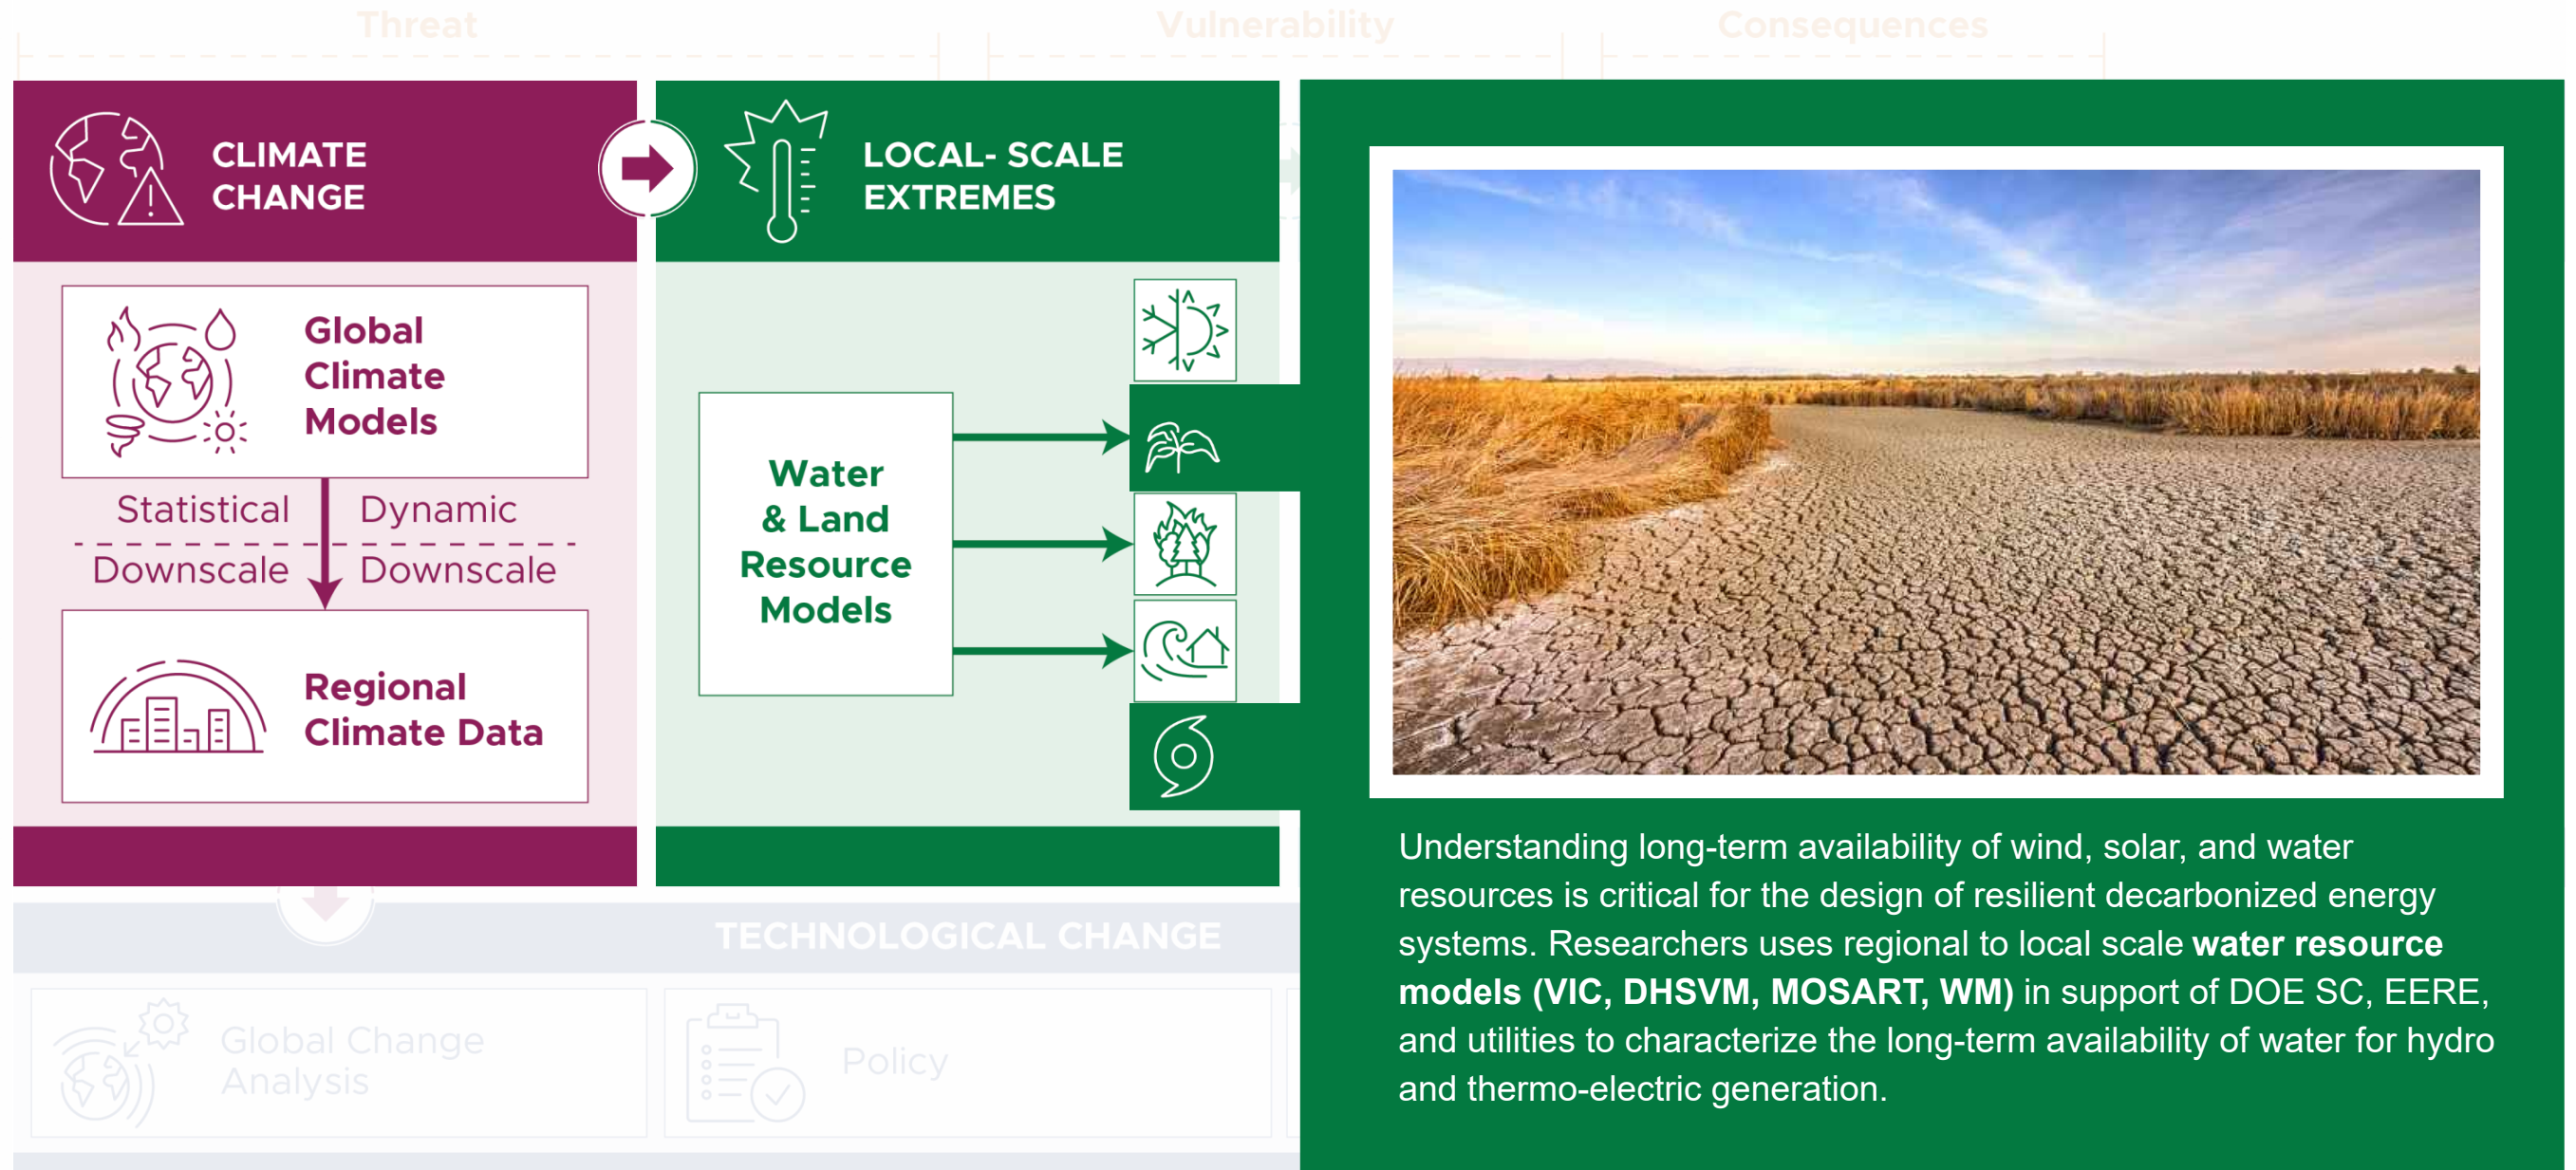 Threat
Vulnerability
Consequences
CLIMATE
CHANGE
LOCAL- SCALE
EXTREMES
Global
Climate
Models
Statistical
Dynamic
Downscale
Downscale
Regional
Climate Data
Water
& Land
Resource
Models
Understanding long-term availability of wind, solar, and water
resources is critical for the design of resilient decarbonized energy
systems. Researchers uses regional to local scale water resource
models (VIC, DHSVM, MOSART, WM) in support of DOE SC, EERE,
and utilities to characterize the long-term availability of water for hydro
and thermo-electric generation.
TECHNOLOGICAL CHANGE
Global Change
Analysis
Policy